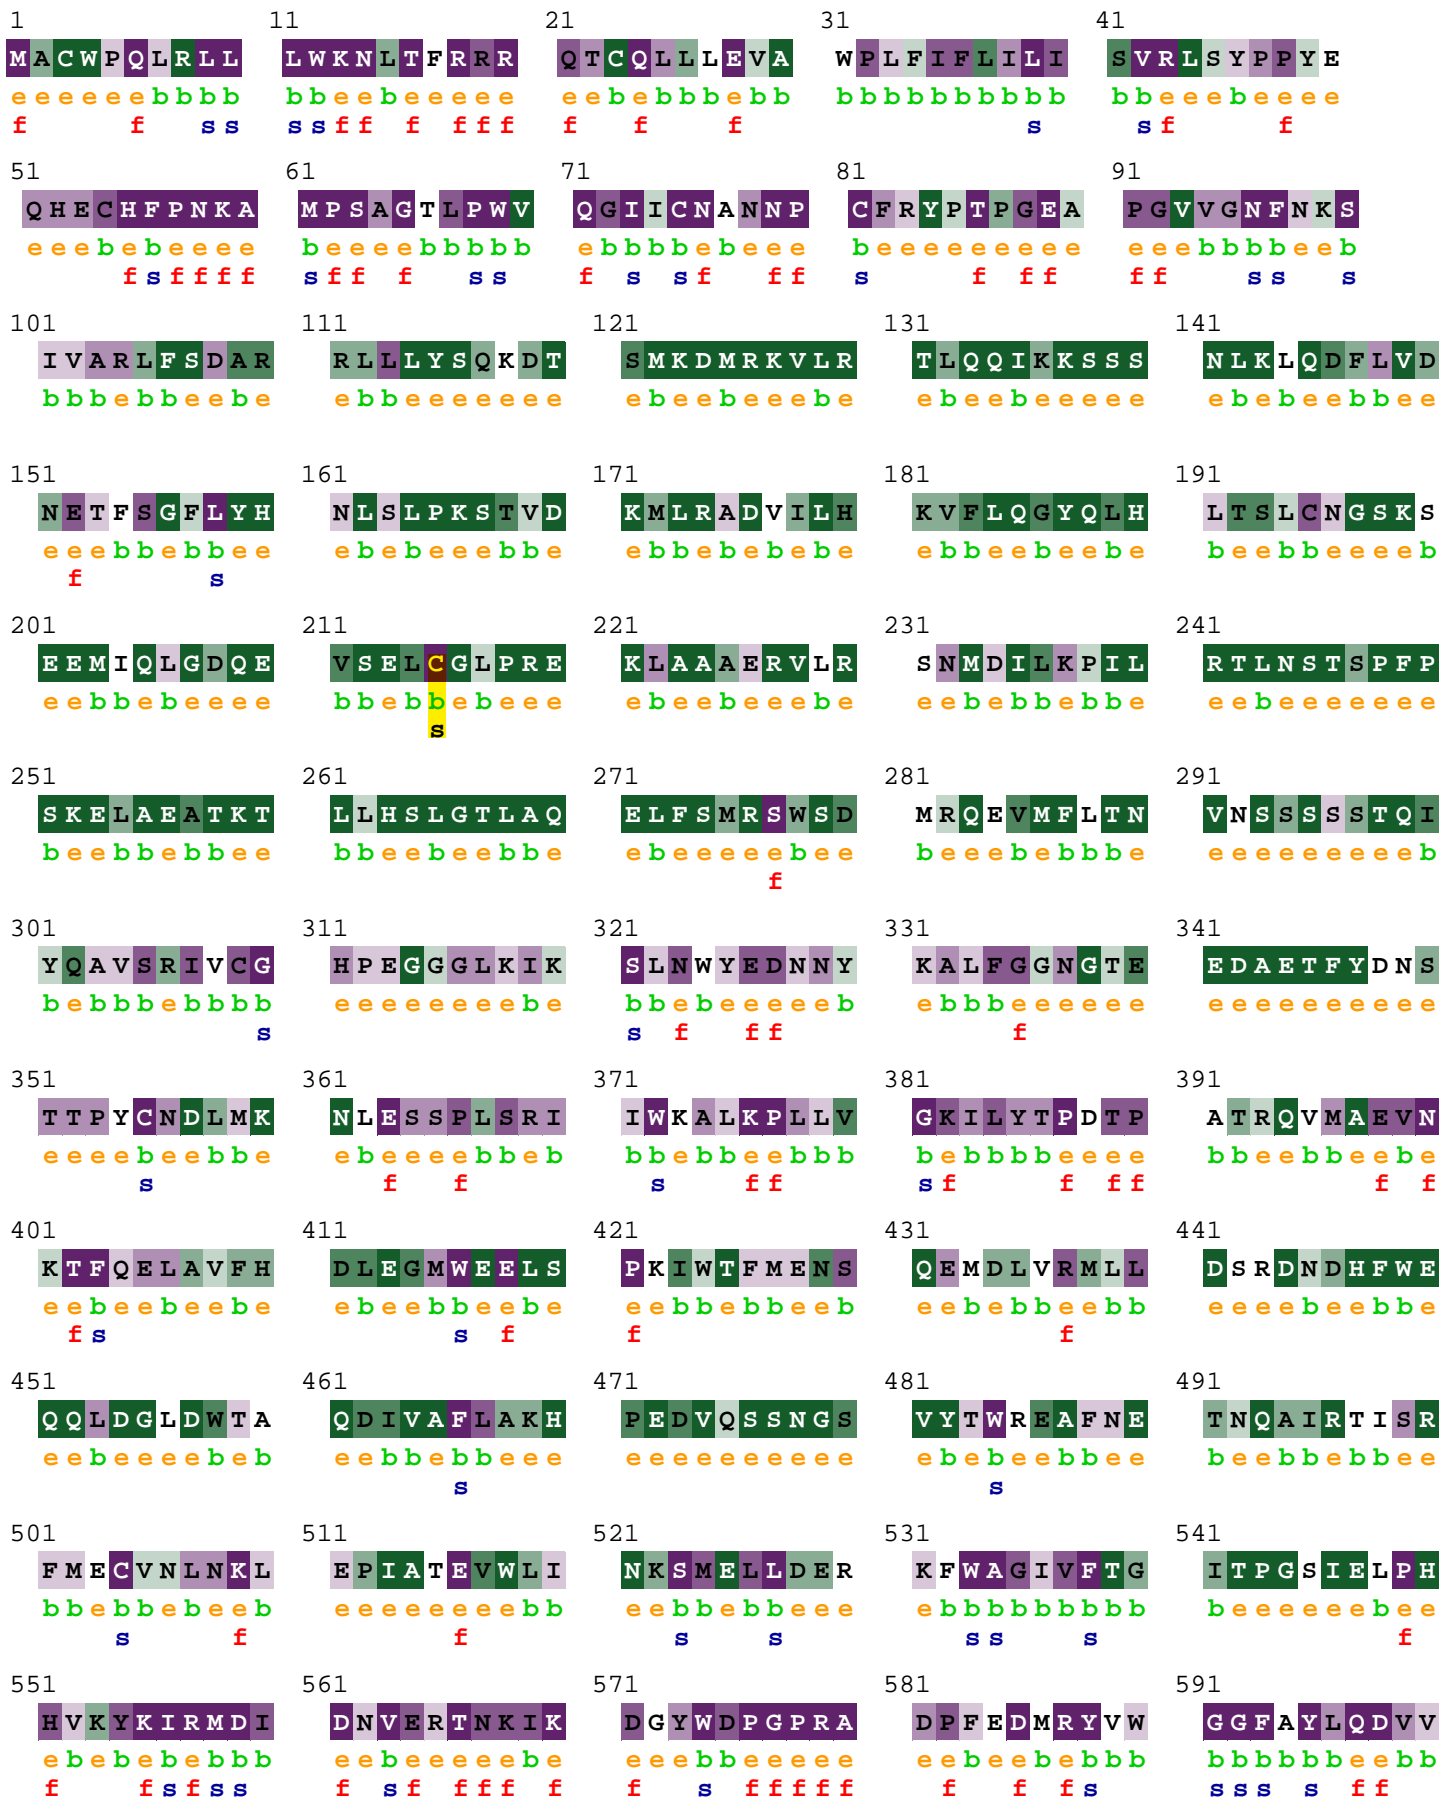 1 11 21 31 41
MACWPQLRLL LWKNLTFRRR QTCQLLLEVA WPLFIFLILI SVRLSYPPYE
eeeeeebbbb bbeebeeeee eebebbbebb bbbbbbbbbb bbeeebeeee
f f ss ssff f fff f f f s sf f
51 61 71 81 91
QHECHFPNKA MPSAGTLPWV QGIICNANNP CFRYPTPGEA PGVVGNFNKS
eeebebeeee beeeebbbbb ebbbebbeee beeeeeeeee eeebbbbeeb
fsffff sff f ss f s sf ff s f ff ff ss s
101 111 121 131 141
IVARLFSDAR RLLLYSQKDT SMKDMRKVLR TLQQIKKSSS NLKLQDFLVD
bbbebbeebe ebbeeeeeee ebeebeeebe ebeebeeeee ebebeebbee
151 161 171 181 191
NETFSGFLYH NLSLPKSTVD KMLRADVILH KVFLQGYQLH LTSLCNGSKS
eeebbebbee ebebeeebbe ebbebebebe ebbeebeebe beebbeeeeb
f s
201 211 221 231 241
EEMIQLGDQE VSELCGLPRE KLAAAERVLR SNMDILKPIL RTLNSTSPFP
eebbebeeee bbebbebeee ebeebeeebe eebebbebbe eebeeeeeee
s
251 261 271 281 291
SKELAEATKT LLHSLGTLAQ ELFSMRSWSD MRQEVMFLTN VNSSSSSTQI
beebbebbee bbeebeebbe ebeeeeebee beeebebbbe eeeeeeeeeb
f
301 311 321 331 341
YQAVSRIVCG HPEGGGLKIK SLNWYEDNNY KALFGGNGTE EDAETFYDNS
bebbbebbbb eeeeeeeebe bbebeeeeeb ebbbeeeeee eeeeeeeeee
s s f ff f
351 361 371 381 391
TTPYCNDLMK NLESSPLSRI IWKALKPLLV GKILYTPDTP ATRQVMAEVN
eeeebeebbe ebeeeebbeb bbebbeebbb bebbbbeeee bbeebbeebe
s f f s ff sf f ff f f
401 411 421 431 441
KTFQELAVFH DLEGMWEELS PKIWTFMENS QEMDLVRMLL DSRDNDHFWE
eebeebeebe ebeebbeebe eebbebbeeb eebebbeebb eeeebeebbe
fs s f f f
451 461 471 481 491
QQLDGLDWTA QDIVAFLAKH PEDVQSSNGS VYTWREAFNE TNQAIRTISR
eebeeeebeb eebbebbeee eeeeeeeeee ebebeebbee beebbebbee
s s
501 511 521 531 541
FMECVNLNKL EPIATEVWLI NKSMELLDER KFWAGIVFTG ITPGSIELPH
bbebbebeeb eeeeeeeebb eebbebbeee ebbbbbbbbb beeeeeebee
s f f s s ss s f
551 561 571 581 591
HVKYKIRMDI DNVERTNKIK DGYWDPGPRA DPFEDMRYVW GGFAYLQDVV
ebebebebbb eebeeeeebe eeebbeeeee eebeebebbb bbbbbbeebb
f fsfss f sf fff f f s fffff f f fs sss s ff